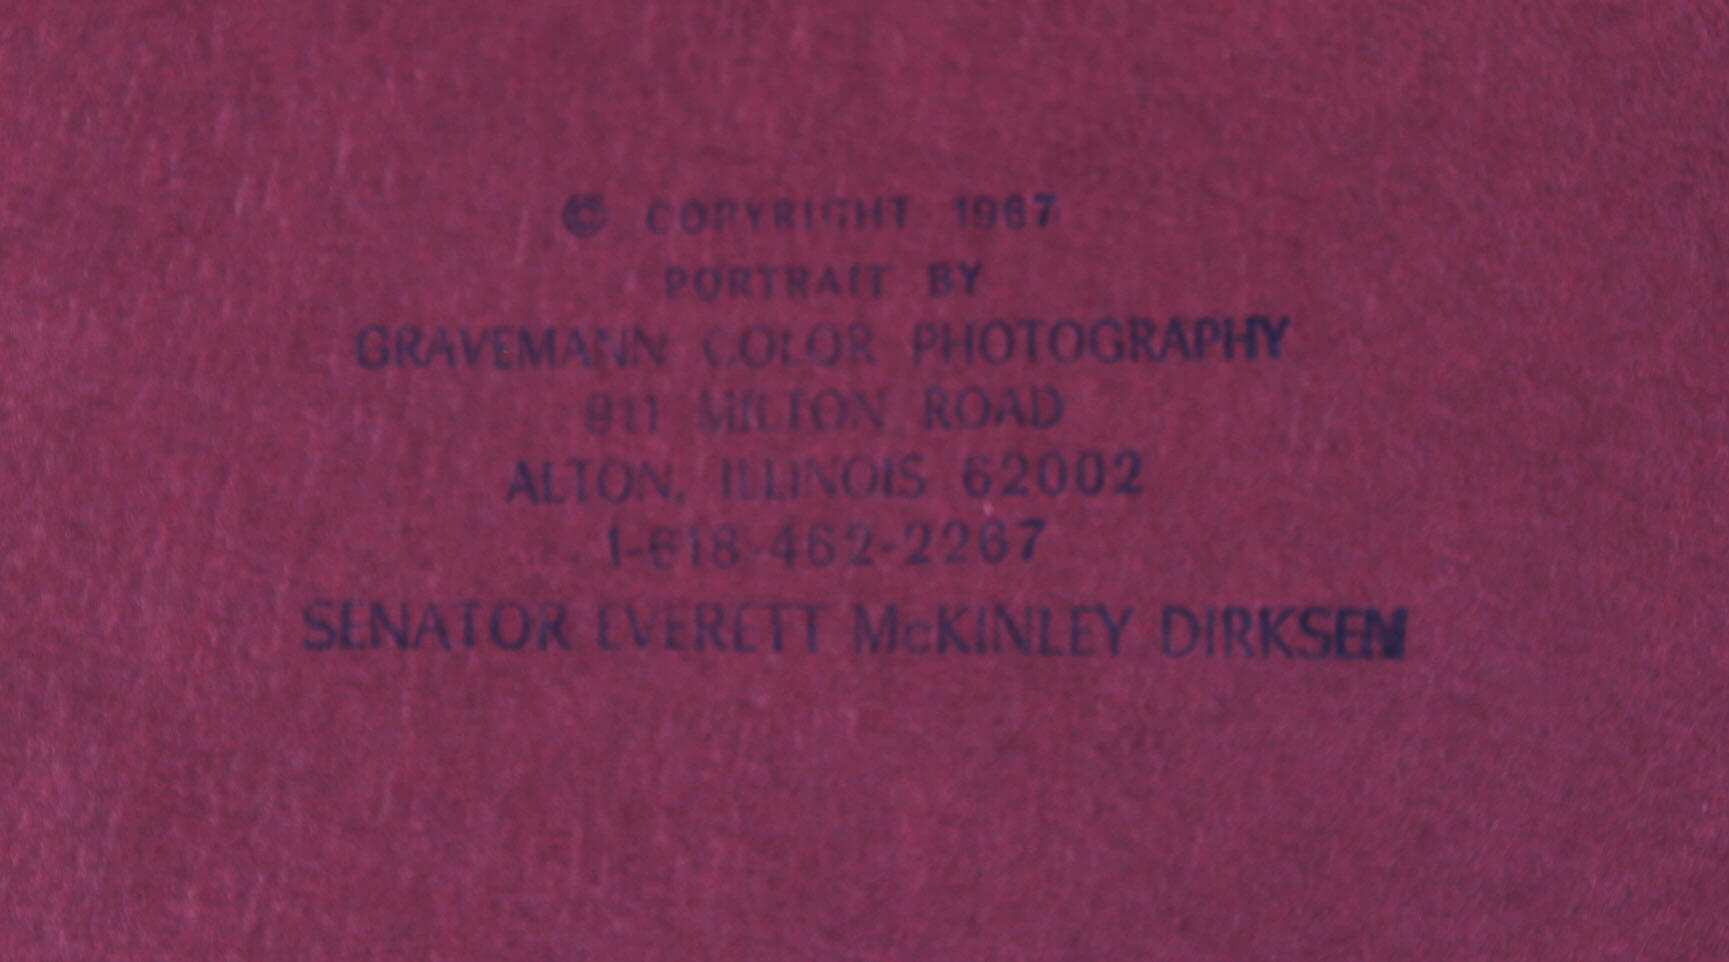 © COPYRIGHT 1967
PORTRAIT BY
GRAVEMANN COLOR PHOTOGRAPHY
911 MILTON ROAD
ALTON, ILLINOIS 62002
1-618-462-2267
SENATOR EVERETT McKINLEY DIRKSEN